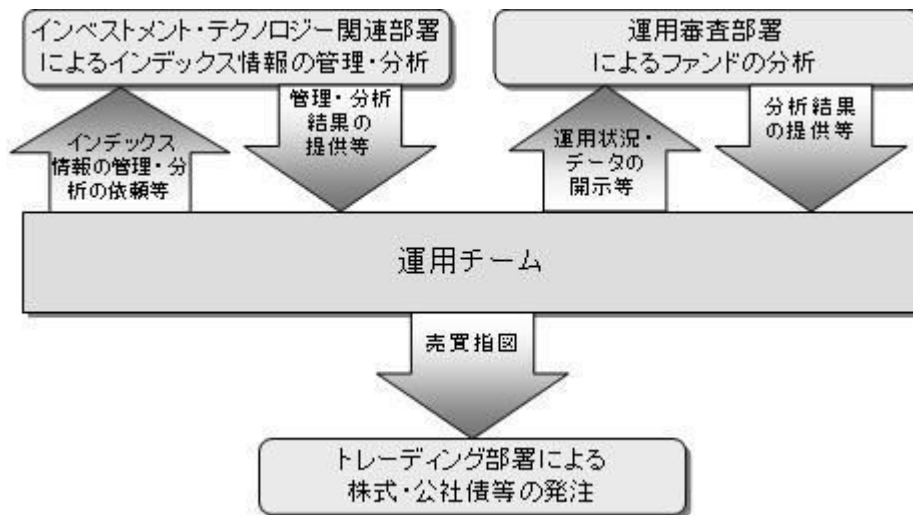 インベストメント・テクノロジー関連部署
によるインデックス情報の管理・分析
運用審査部署
によるファンドの分析
インデックス
情報の管理・分
析の依頼等
管理・分析
結果の
提供等
運用状況・
データの
開示等
分析結果
の提供等
運用チーム
売買指図
トレーディング部署による
株式・公社債等の発注